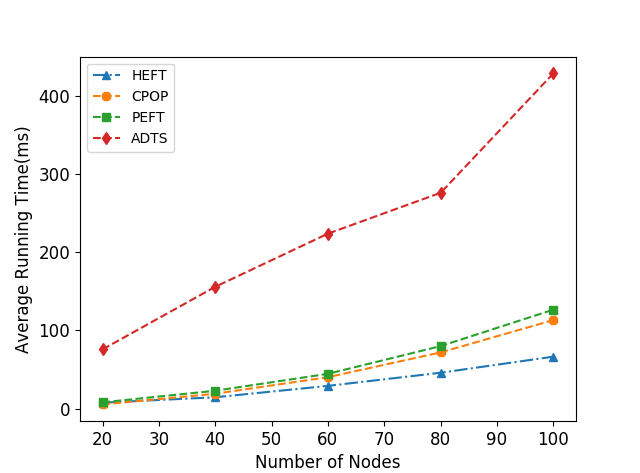 HEFT
CPOP
PEFT
ADTS
400
300
200
100
0
Average Running Time(ms)
20 30 40 50 60 70 80 90 100
Number of Nodes